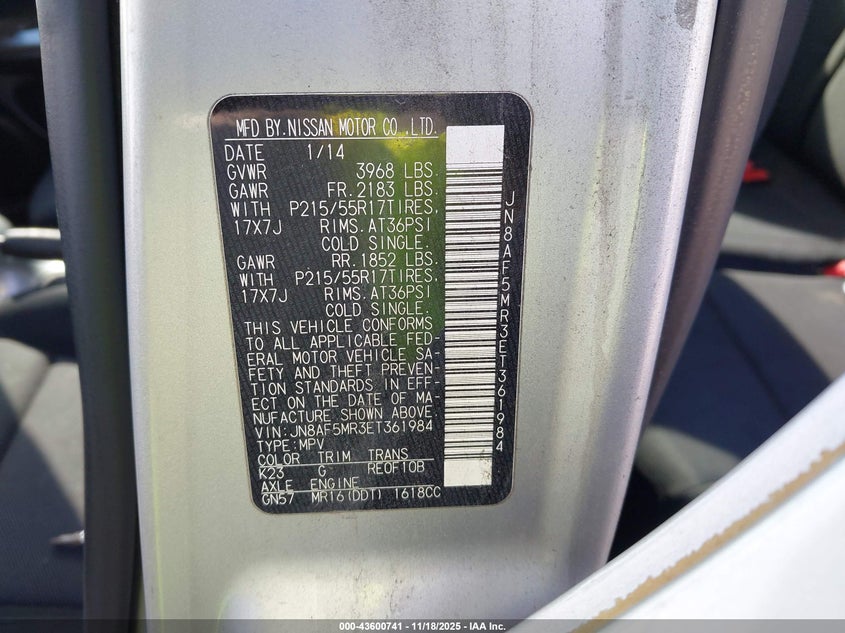 MFD BY.NISSAN MOTOR CO.,LTD.
DATE 1/14
GVWR 3968 LBS.
GAWR FR.2183 LBS.
WITH P215/55R17TIRES,
17X7J RIMS.AT36PSI
COLD SINGLE.
GAWR RR.1852 LBS.
WITH P215/55R17TIRES,
17X7J RIMS.AT36PSI
COLD SINGLE.
THIS VEHICLE CONFORMS
TO ALL APPLICABLE FED-
ERAL MOTOR VEHICLE SA-
FETY AND THEFT PREVEN-
TION STANDARDS IN EFF-
ECT ON THE DATE OF MA-
NUFACTURE SHOWN ABOVE.
VIN:JN8AF5MR3ET361984
TYPE:MPV
COLOR TRIM TRANS
K23 G RE0F10B
AXLE ENGINE
GN57 MR16(DDT) 1618CC
JN8AF5MR3ET361984
000-43600741 — 11/18/2025 — IAA Inc.